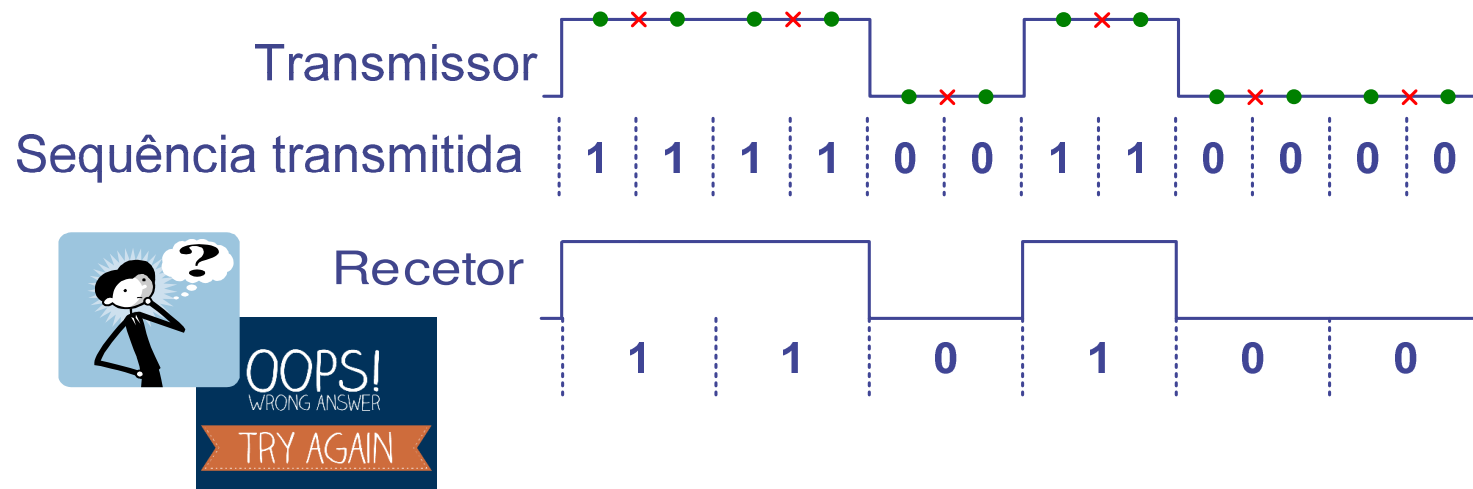 Transmissor
Sequência transmitida 1 1 1 1 0 0 1 1 0 0 0 0
Recetor
?
1 1 0 1 0 0
OOPS!
WRONG ANSWER
TRY AGAIN